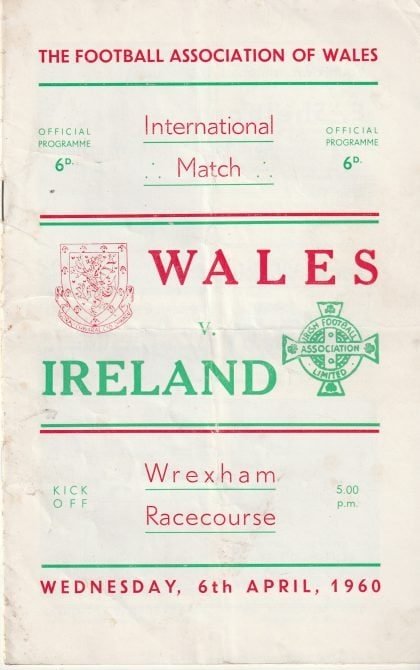 THE FOOTBALL ASSOCIATION OF WALES
OFFICIAL
PROGRAMME
6D.
International
Match
OFFICIAL
PROGRAMME
6D.
WALES
v.
IRELAND
IRISH FOOTBALL
ASSOCIATION
LIMITED
KICK
OFF
Wrexham
Racecourse
5.00
p.m.
WEDNESDAY, 6th APRIL, 1960